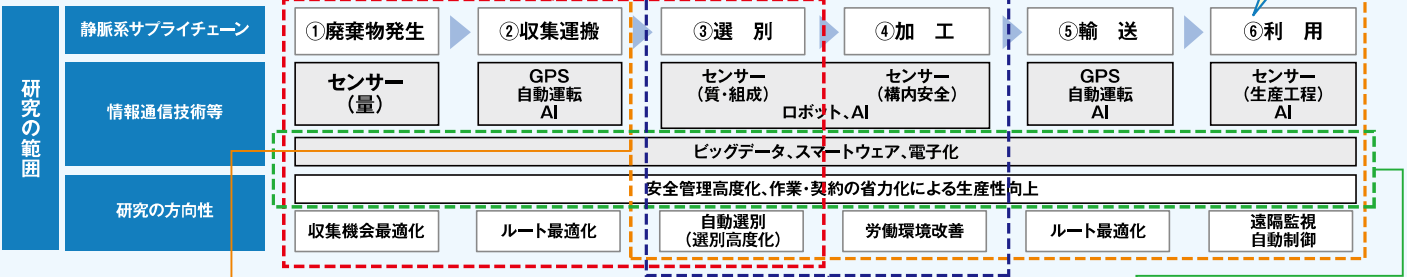 研究の範囲
静脈系サプライチェーン
①廃棄物発生
②収集運搬
③選 別
④加 工
⑤輸 送
⑥利 用
情報通信技術等
センサー
(量)
GPS
自動運転
AI
センサー
(質・組成)
センサー
(構内安全)
ロボット、AI
GPS
自動運転
AI
センサー
(生産工程)
AI
ビッグデータ、スマートウェア、電子化
研究の方向性
安全管理高度化、作業・契約の省力化による生産性向上
収集機会最適化
ルート最適化
自動選別
(選別高度化)
労働環境改善
ルート最適化
遠隔監視
自動制御